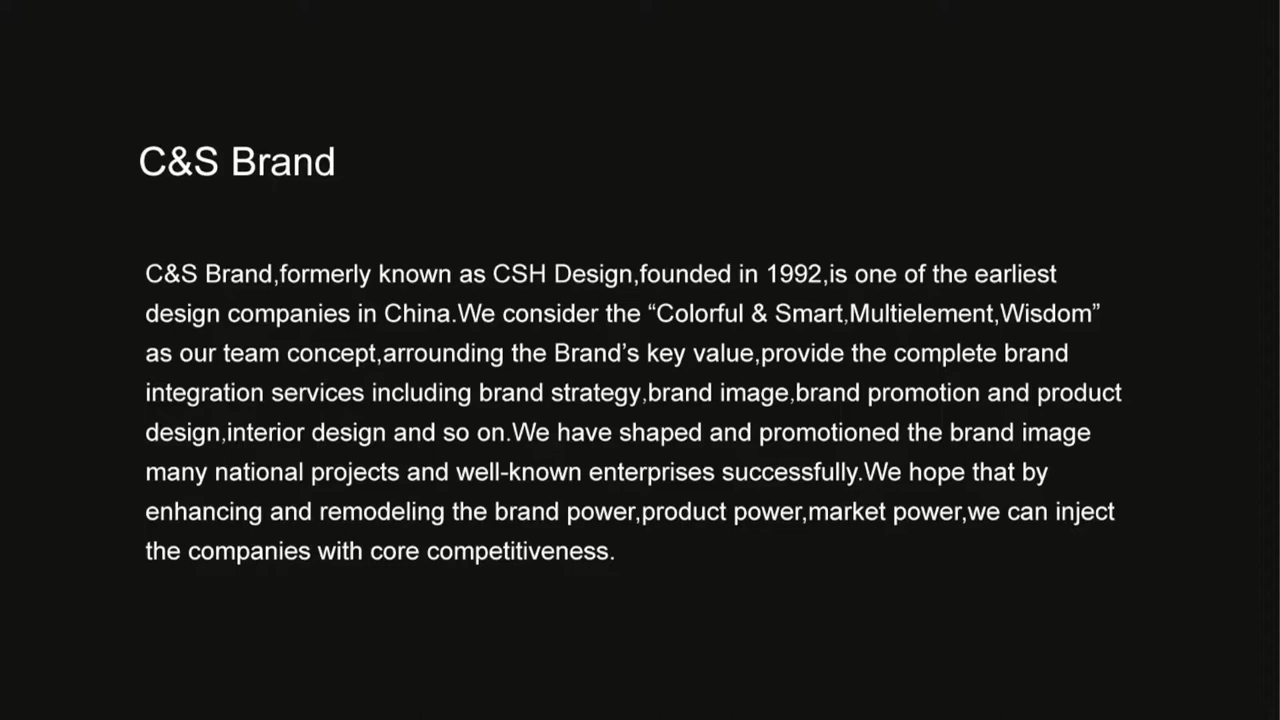 C&S Brand
C&S Brand,formerly known as CSH Design,founded in 1992,is one of the earliest
design companies in China.We consider the “Colorful & Smart,Multielement,Wisdom”
as our team concept,arrounding the Brand’s key value,provide the complete brand
integration services including brand strategy,brand image,brand promotion and product
design,interior design and so on.We have shaped and promotioned the brand image
many national projects and well-known enterprises successfully.We hope that by
enhancing and remodeling the brand power,product power,market power,we can inject
the companies with core competitiveness.